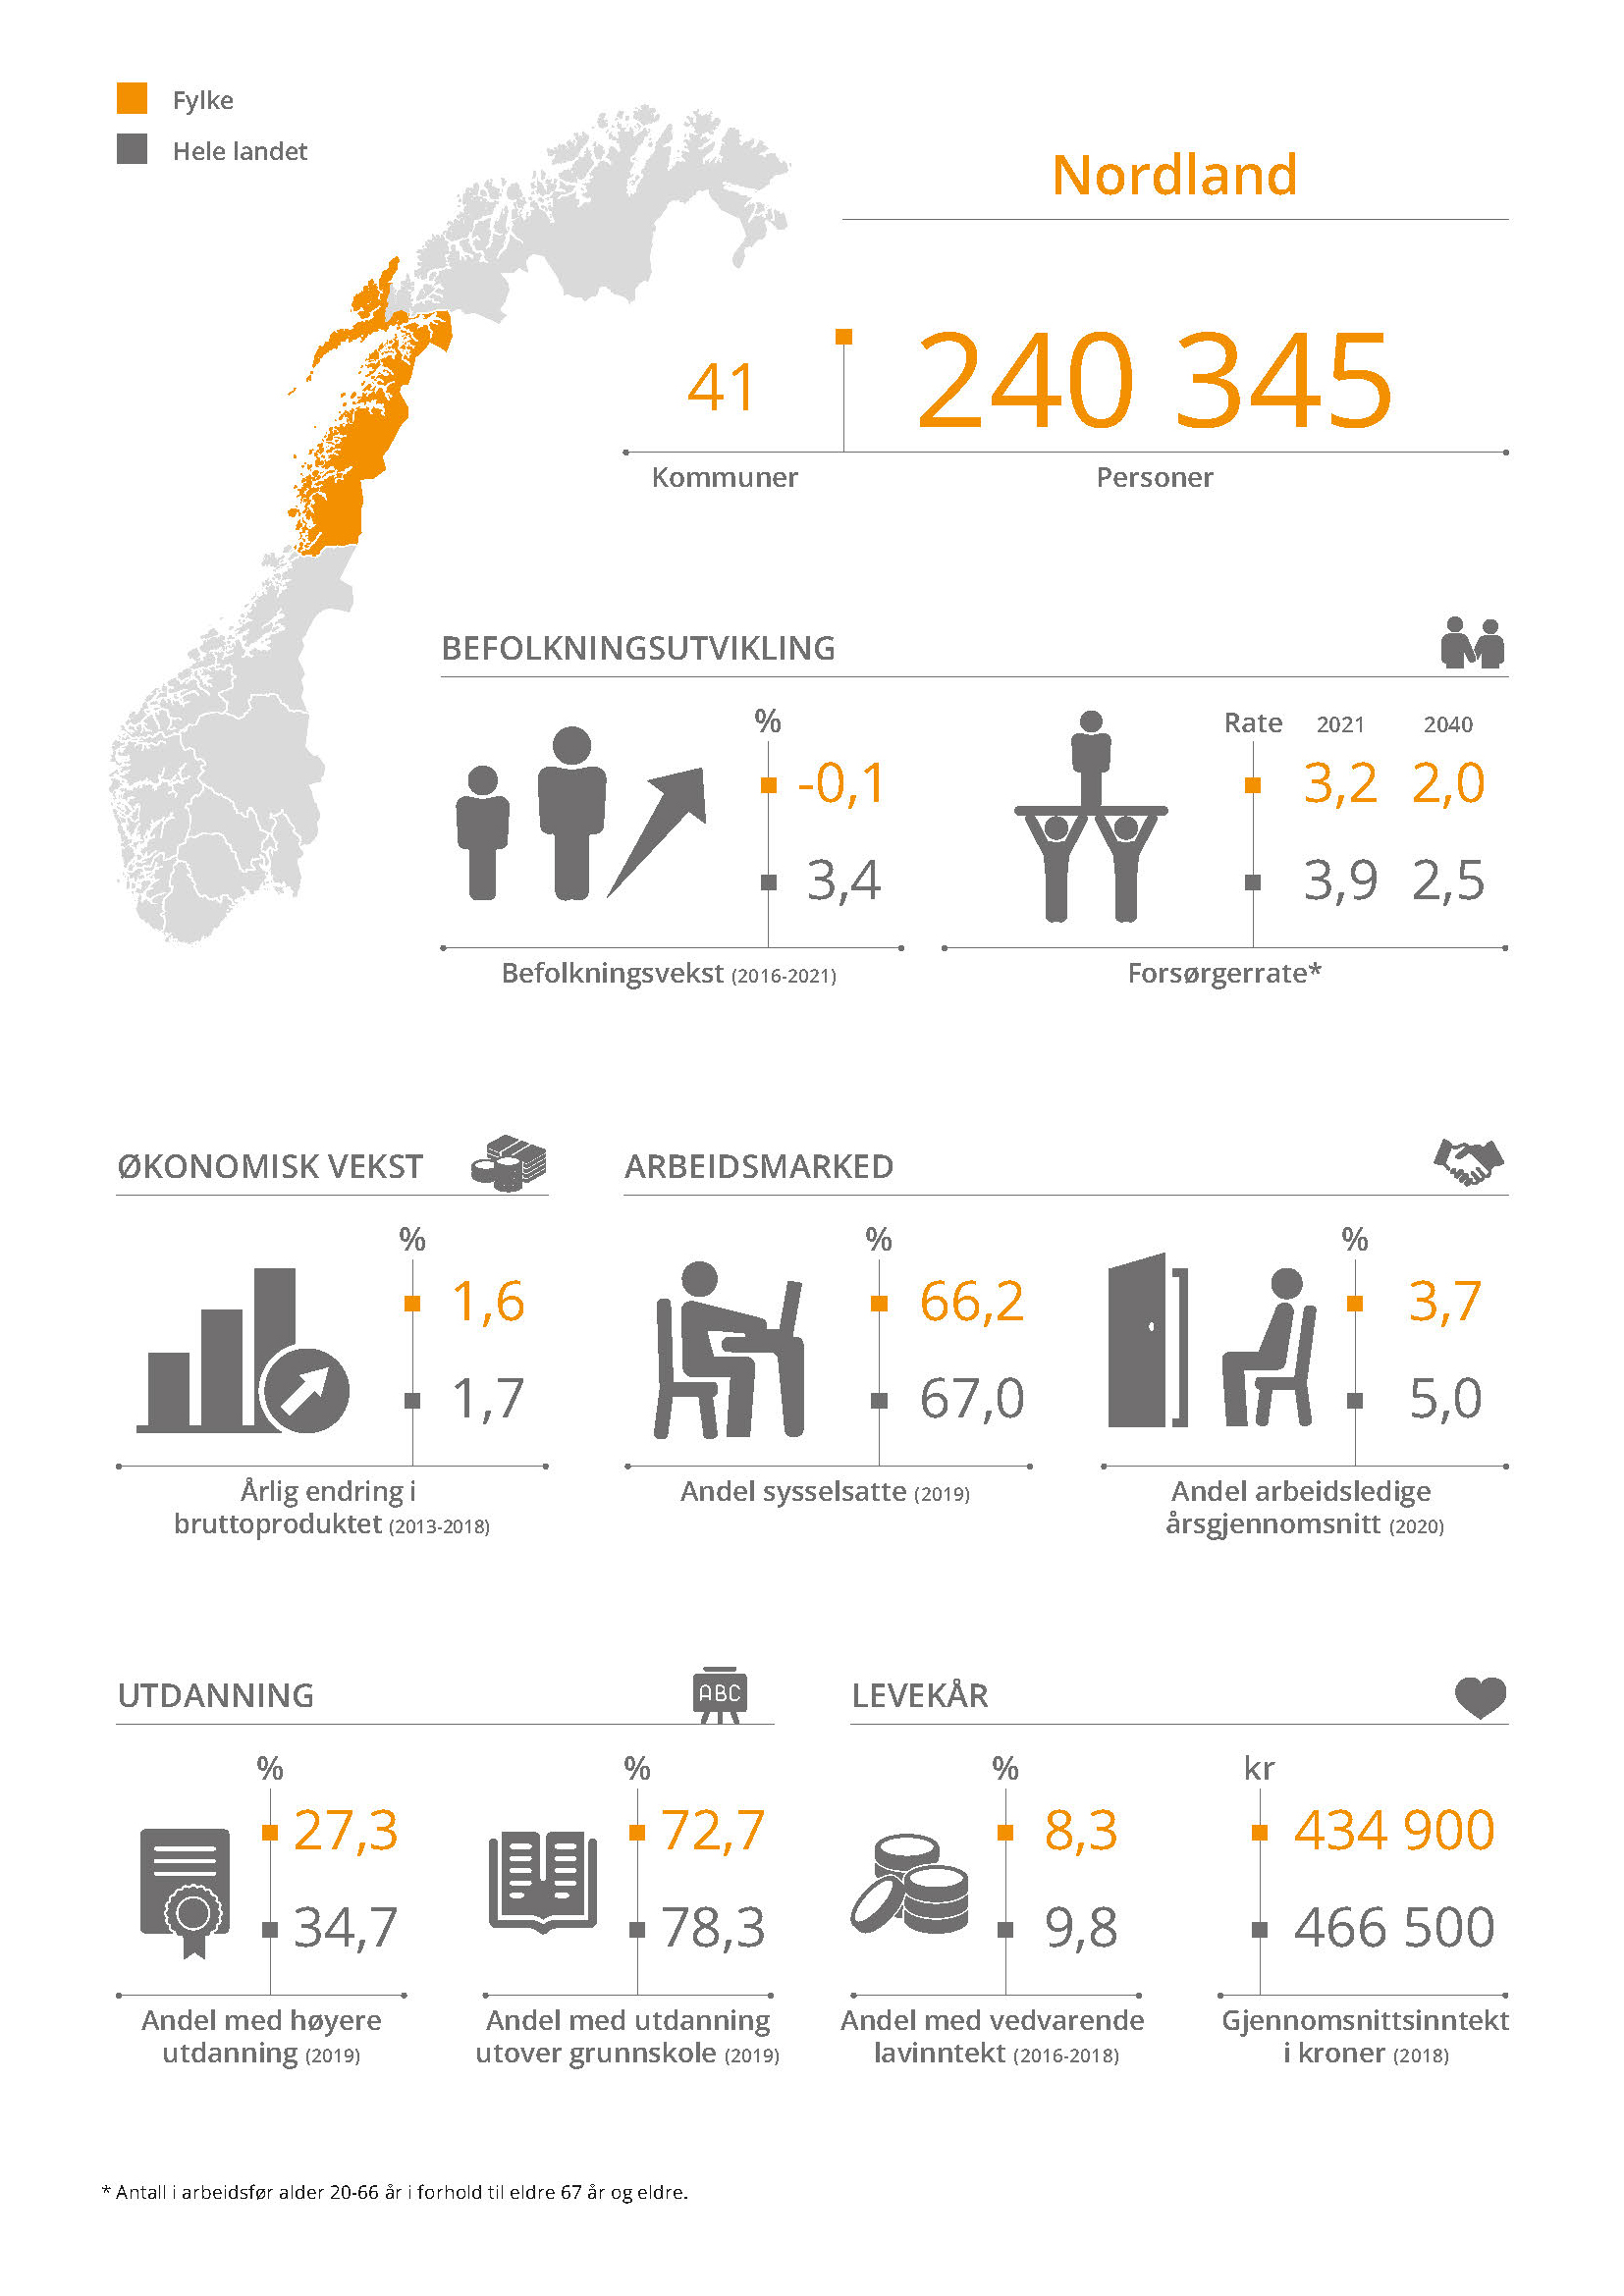 Fylke
Hele landet
Nordland
41
240 345
Kommuner
Personer
BEFOLKNINGSUTVIKLING
%
-0,1
3,4
Befolkningsvekst (2016-2021)
Rate 2021 2040
3,2 2,0
3,9 2,5
Forsørgerrate*
ØKONOMISK VEKST
%
1,6
1,7
Årlig endring i
bruttoproduktet (2013-2018)
ARBEIDSMARKED
%
66,2
67,0
Andel sysselsatte (2019)
%
3,7
5,0
Andel arbeidsledige
årsgjennomsnitt (2020)
UTDANNING
ABC
%
27,3
34,7
Andel med høyere
utdanning (2019)
%
72,7
78,3
Andel med utdanning
utover grunnskole (2019)
LEVEKÅR
%
8,3
9,8
Andel med vedvarende
lavinntekt (2016-2018)
kr
434 900
466 500
Gjennomsnittsinntekt
i kroner (2018)
* Antall i arbeidsfør alder 20-66 år i forhold til eldre 67 år og eldre.